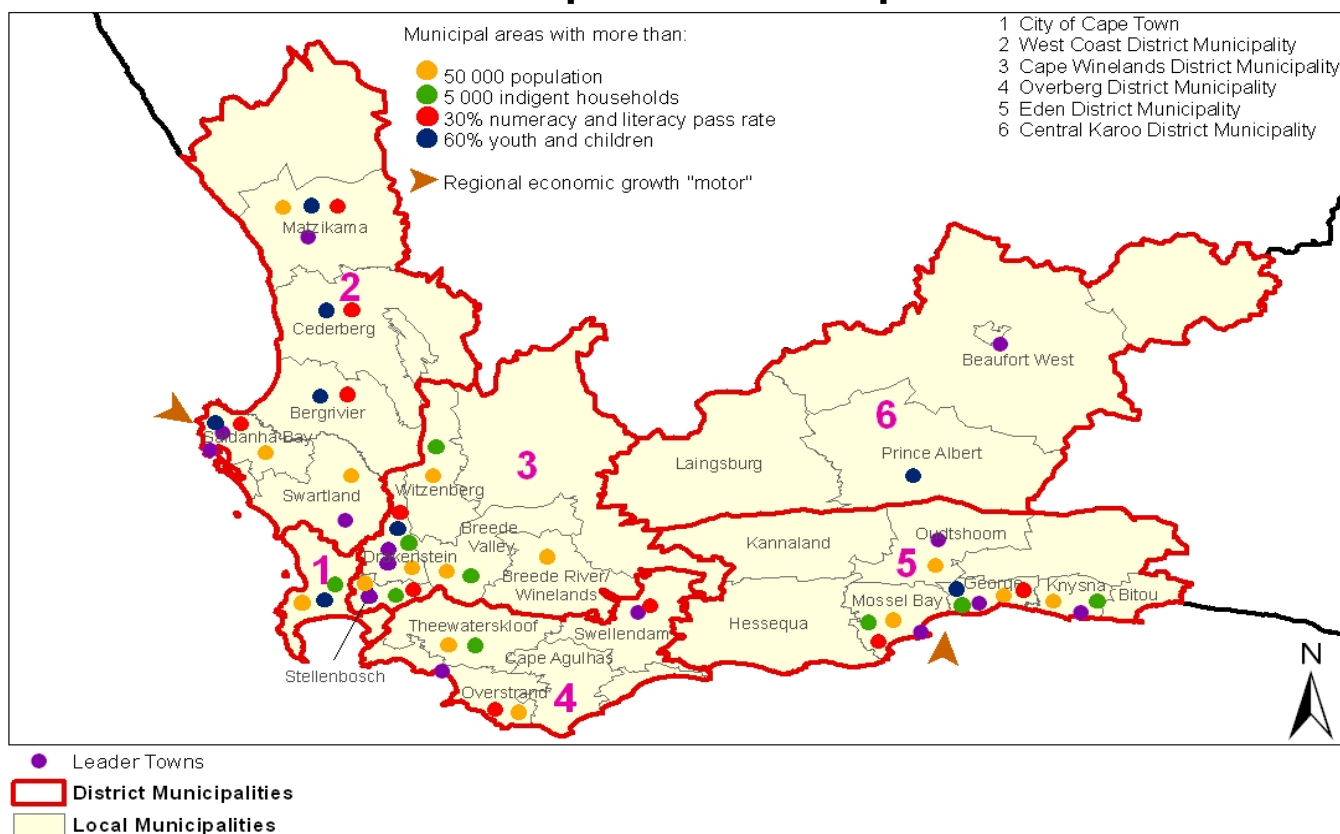 Municipal areas with more than:
50 000 population
5 000 indigent households
30% numeracy and literacy pass rate
60% youth and children
Regional economic growth "motor"
1 City of Cape Town
2 West Coast District Municipality
3 Cape Winelands District Municipality
4 Overberg District Municipality
5 Eden District Municipality
6 Central Karoo District Municipality
Matzikama
2
Cederberg
Beaufort West
Bergrivier
6
Saldanha Bay
Prince Albert
3
Laingsburg
Swartland
Witzenberg
Breede
Valley
Oudtshoorn
Kannaland
Drakenstein
1
5
Breede River/
Winelands
George
Knysna
Bitou
Mossel Bay
Hessequa
Theewaterskloof
Swellendam
Cape Agulhas
Stellenbosch
Overstrand
4
N
Leader Towns
District Municipalities
Local Municipalities